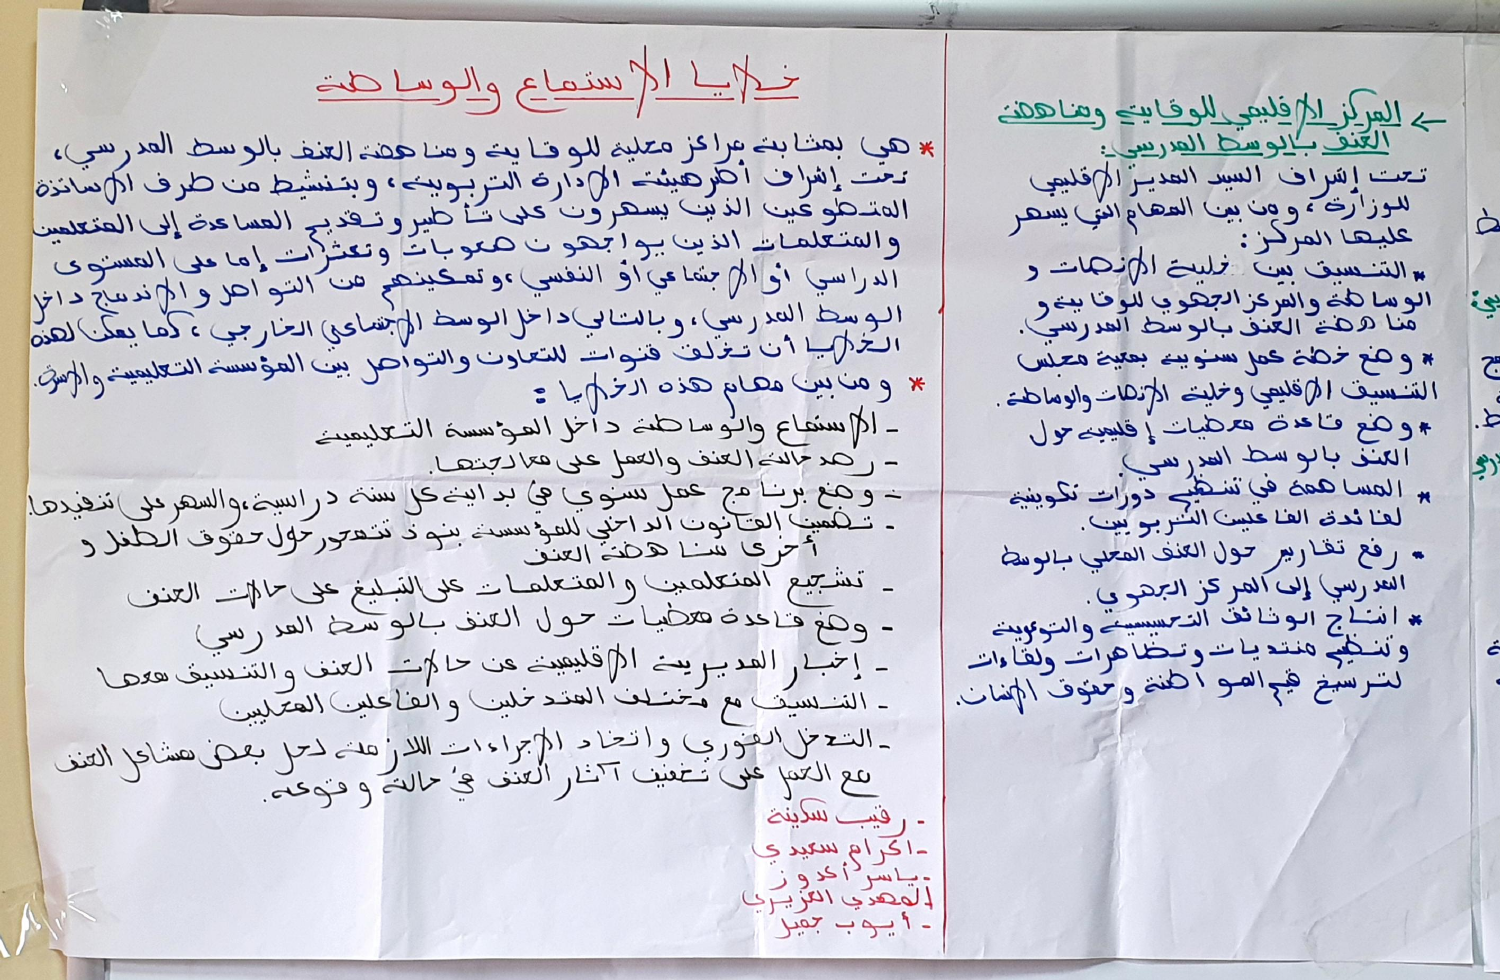 ← المركز الإقليمي للوقاية ومناهضة
العنف بالوسط المدرسي:
تحت إشراف السيد المدير الإقليمي
للوزارة، ومن بين المهام التي يسهر
عليها المركز:
* التنسيق بين خلية الإنصات و
الوساطة والمركز الجهوي للوقاية و
مناهضة العنف بالوسط المدرسي.
* وضع خطة عمل سنوية بمعية مجلس
التنسيق الإقليمي وخلية الإنصات والوساطة.
* وضع قاعدة معطيات إقليمية حول
العنف بالوسط المدرسي.
* المساهمة في تنظيم دورات تكوينية
لفائدة الفاعلين التربويين.
* رفع تقارير حول العنف المحلي بالوسط
المدرسي إلى المركز الجهوي.
* انتاج الوثائق التحسيسية والتوعوية
وتنظيم منتديات وتظاهرات ولقاءات
لترسيخ قيم المواطنة وحقوق الإنسان.
خلايا الإستماع والوساطة
* هي بمثابة مراكز محلية للوقاية ومناهضة العنف بالوسط المدرسي،
تحت إشراف أطر هيئة الإدارة التربوية، وبتنشيط من طرف الأساتذة
المتطوعين الذين يسهرون على تأطير وتقديم المساعدة إلى المتعلمين
والمتعلمات الذين يواجهون صعوبات وتعثرات إما على المستوى
الدراسي أو الإجتماعي أو النفسي، وتمكينهم من التواصل والإندماج داخل
الوسط المدرسي، وبالتالي داخل الوسط الإجتماعي الخارجي، كما يمكن لهذه
الخلايا أن تخلق قنوات للتعاون والتواصل بين المؤسسة التعليمية والأسرة.
* ومن بين مهام هذه الخلايا:
- الإستماع والوساطة داخل المؤسسة التعليمية
- رصد حالة العنف والعمل على معالجتها.
- وضع برنامج عمل سنوي في بداية كل سنة دراسية، والسهر على تنفيذها.
- تضمين القانون الداخلي للمؤسسة بنود تتمحور حول حقوق الطفل و
أخرى مناهضة العنف
- تشجيع المتعلمين والمتعلمات على التبليغ على حالات العنف
- وضع قاعدة معطيات حول العنف بالوسط المدرسي
- إخبار المديرية الإقليمية عن حالات العنف والتنسيق معها
- التنسيق مع مختلف المتدخلين والفاعلين المحليين
- التدخل الفوري واتخاد الإجراءات اللازمة لحل بعض مشاكل العنف
مع العمل على تخفيف آثار العنف في حالة وقوعه.
- رقيب سكينة
- اكرام سعيدي
- ياسر أعدوز
المهدي العزيزي
- أيوب جميل